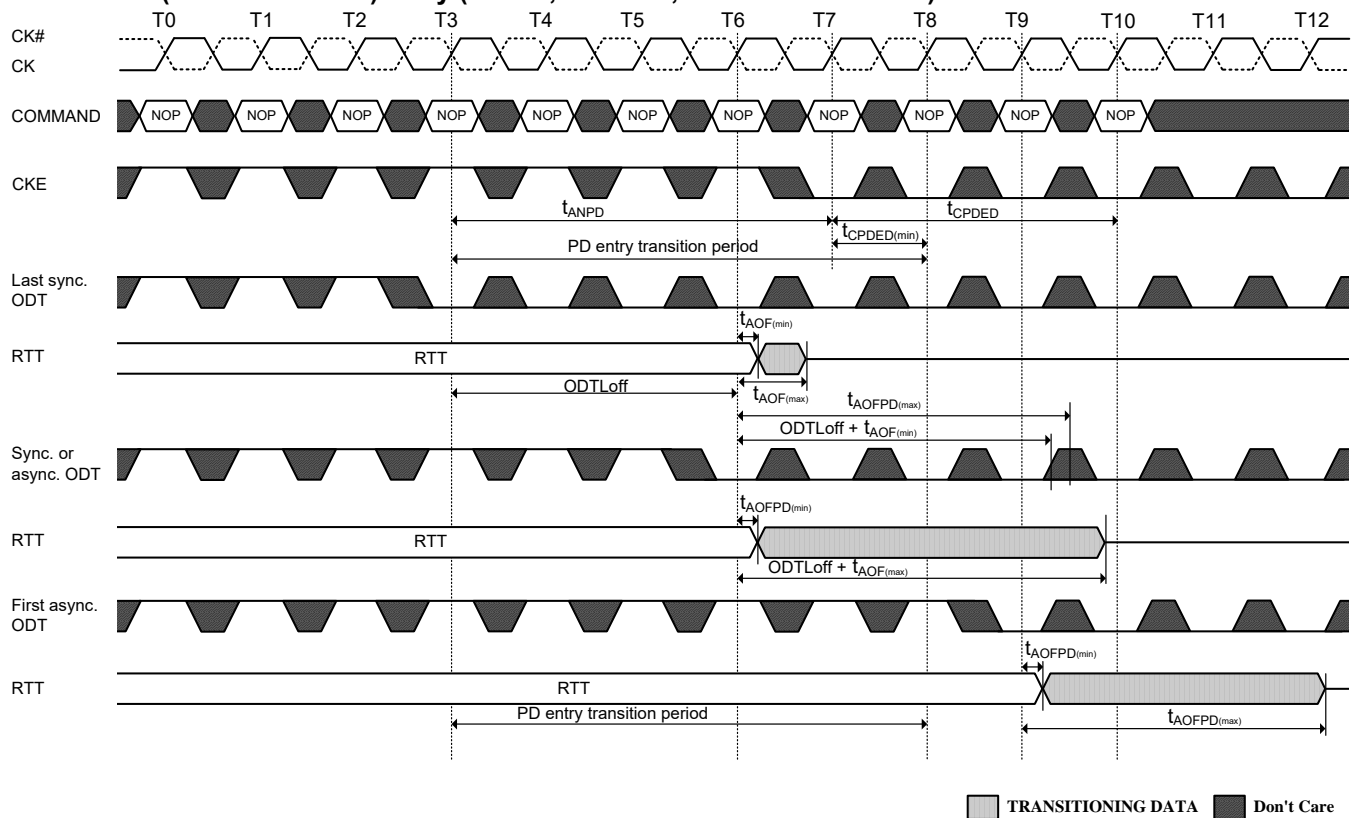 T0 T1 T2 T3 T4 T5 T6 T7 T8 T9 T10 T11 T12
CK#
CK
COMMAND NOP NOP NOP NOP NOP NOP NOP NOP NOP NOP NOP
CKE
tANPD tCPDED
tCPDED(min)
PD entry transition period
Last sync.
ODT
tAOF(min)
RTT RTT
ODTLoff tAOF(max)
tAOFPD(max)
ODTLoff + tAOF(min)
Sync. or
async. ODT
tAOFPD(min)
RTT RTT
ODTLoff + tAOF(max)
First async.
ODT
tAOFPD(min)
RTT RTT
PD entry transition period tAOFPD(max)
TRANSITIONING DATA Don't Care